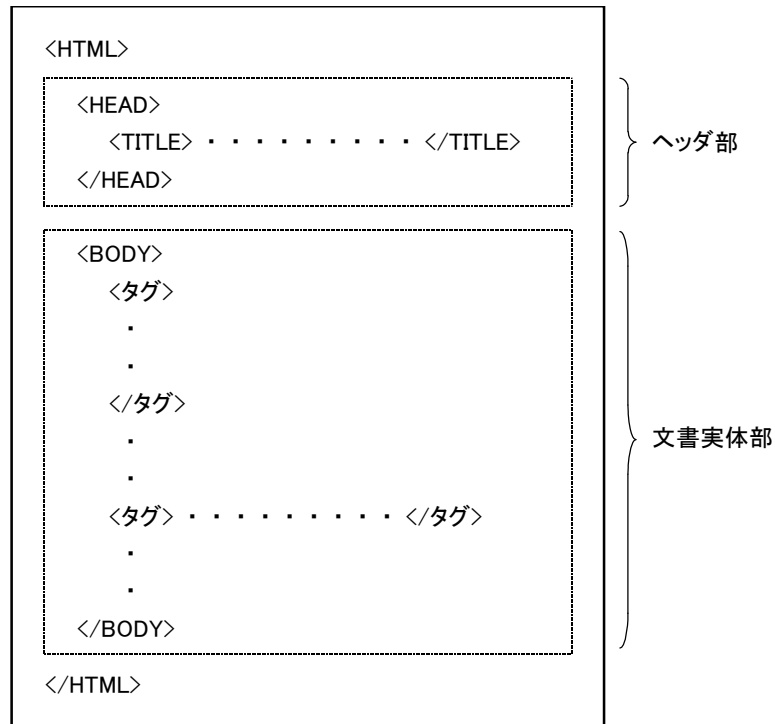 <HTML>
<HEAD>
<TITLE> ・ ・ ・ ・ ・ ・ ・ ・ ・ </TITLE>
</HEAD>
ヘッダ部
<BODY>
<タグ>
・
・
</タグ>
・
・
<タグ> ・ ・ ・ ・ ・ ・ ・ ・ ・ </タグ>
・
・
</BODY>
文書実体部
</HTML>